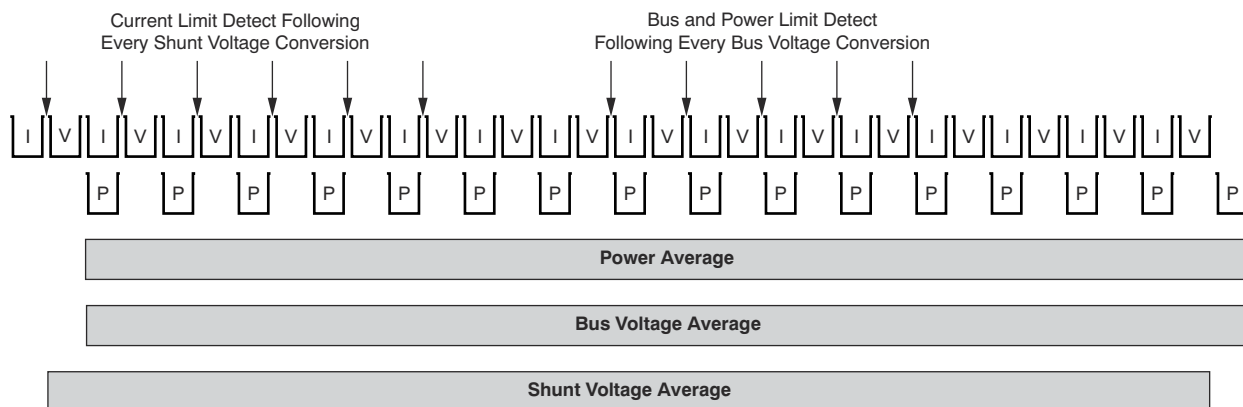 Current Limit Detect Following
Every Shunt Voltage Conversion
Bus and Power Limit Detect
Following Every Bus Voltage Conversion
I V I V I V I V I V I V I V I V I V I V I V I V I V I V I V I V
P P P P P P P P P P P P P P P P
Power Average
Bus Voltage Average
Shunt Voltage Average